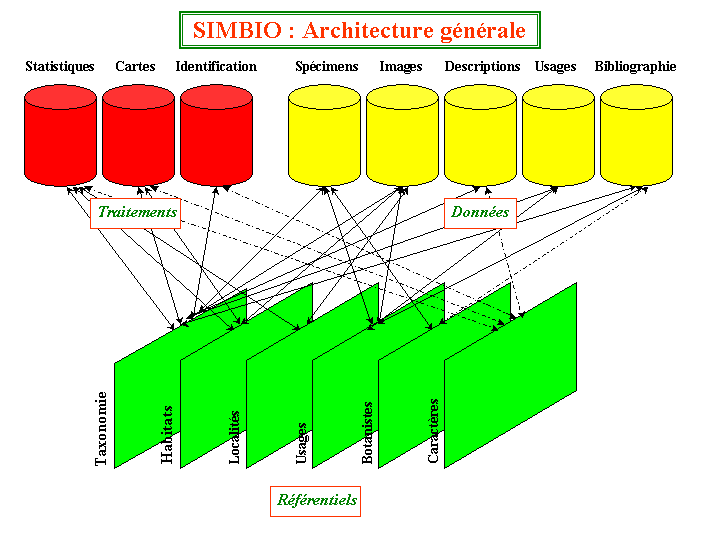 SIMBIO : Architecture générale
Statistiques Cartes Identification Spécimens Images Descriptions Usages Bibliographie
Traitements Données
Taxonomie
Habitats
Localités
Usages
Botanistes
Caractères
Référentiels